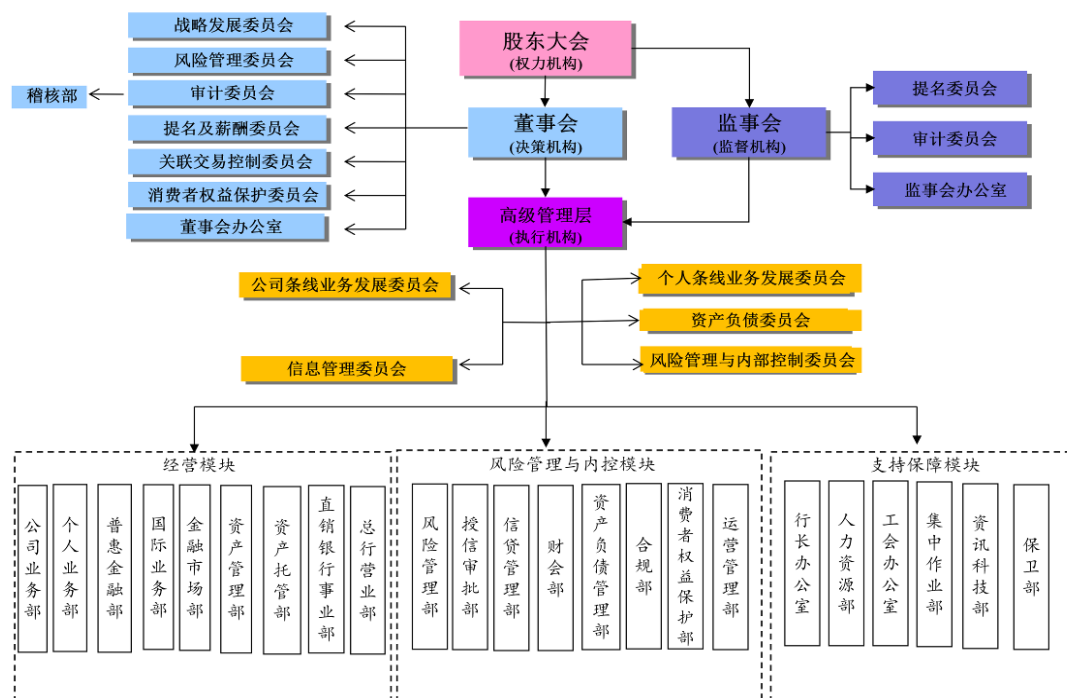 战略发展委员会
风险管理委员会
稽核部
审计委员会
提名及薪酬委员会
关联交易控制委员会
消费者权益保护委员会
董事会办公室
股东大会
(权力机构)
董事会
(决策机构)
监事会
(监督机构)
提名委员会
审计委员会
监事会办公室
高级管理层
(执行机构)
公司条线业务发展委员会
个人条线业务发展委员会
资产负债委员会
信息管理委员会
风险管理与内部控制委员会
经营模块
公司业务部
个人业务部
普惠金融部
国际业务部
金融市场部
资产管理部
资产托管部
直销银行事业部
总行营业部
风险管理与内控模块
风险管理部
授信审批部
信贷管理部
财会部
资产负债管理部
合规部
消费者权益保护部
运营管理部
支持保障模块
行长办公室
人力资源部
工会办公室
集中作业部
资讯科技部
保卫部